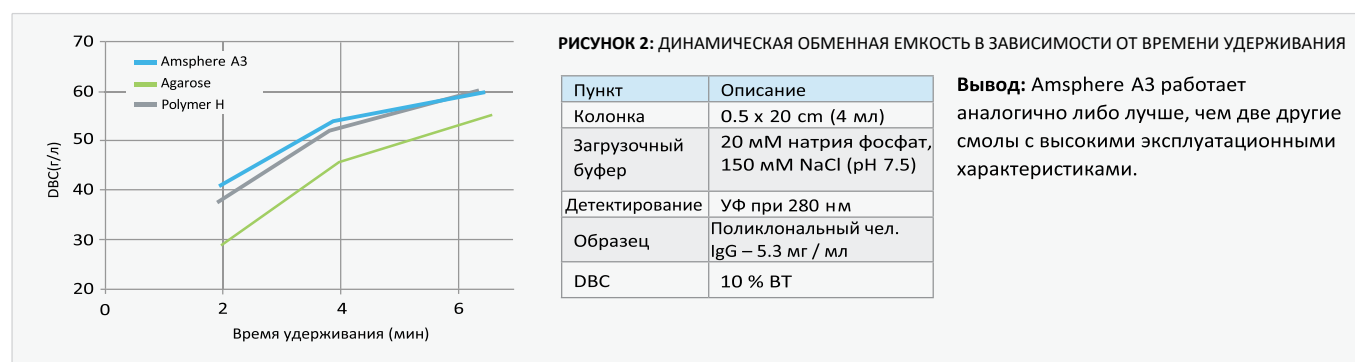 70
60
50
40
30
20
DBC(г/л)
Amsphere A3
Agarose
Polymer H
0
2
4
6
Время удерживания (мин)
РИСУНОК 2: ДИНАМИЧЕСКАЯ ОБМЕННАЯ ЕМКОСТЬ В ЗАВИСИМОСТИ ОТ ВРЕМЕНИ УДЕРЖИВАНИЯ
Пункт Описание
Колонка 0.5 x 20 cm (4 мл)
Загрузочный буфер 20 мМ натрия фосфат,
150 мМ NaCl (pH 7.5)
Детектирование УФ при 280 нм
Образец Поликлональный чел.
IgG – 5.3 мг / мл
DBC 10 % BT
Вывод: Amsphere A3 работает
аналогично либо лучше, чем две другие
смолы с высокими эксплуатационными
характеристиками.